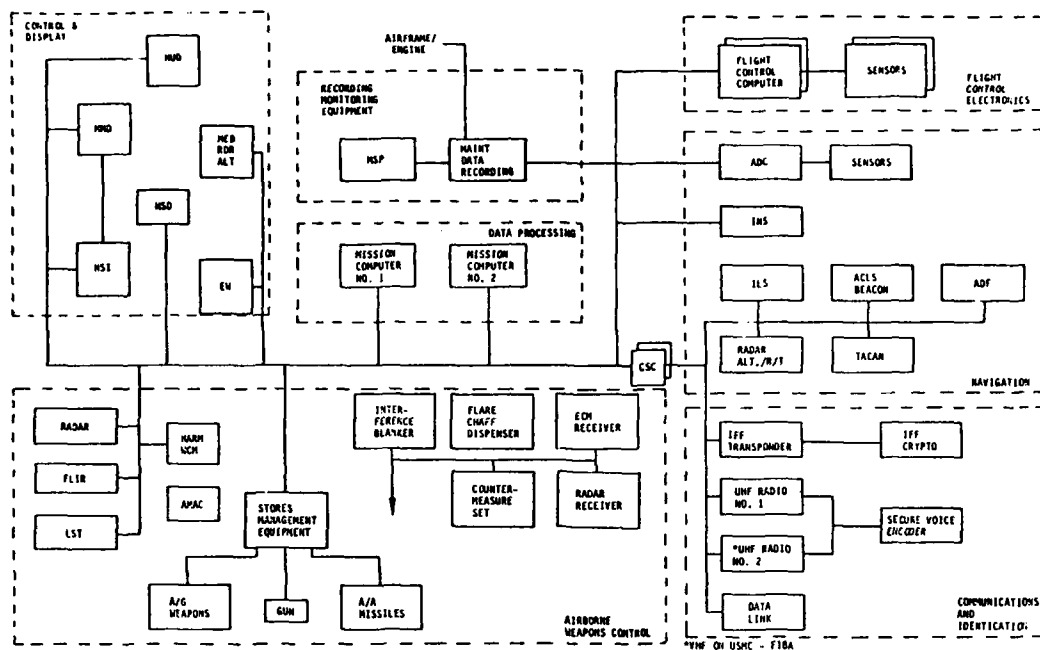 CONTROL &
DISPLAY
HUD
MMD
MED
RDR
ALT
MSD
HSI
EW
AIRFRAME/
ENGINE
RECORDING
MONITORING
EQUIPMENT
MSP
MAINT
DATA
RECORDING
DATA PROCESSING
MISSION
COMPUTER
NO. 1
MISSION
COMPUTER
NO. 2
FLIGHT
CONTROL
COMPUTER
SENSORS
FLIGHT
CONTROL
ELECTRONICS
ADC
SENSORS
INS
ILS
ACLS
BEACON
ADF
RADAR
ALT./R/T
TACAN
NAVIGATION
CSC
RADAR
HARM
WCM
FLIR
AMAC
LST
STORES
MANAGEMENT
EQUIPMENT
A/G
WEAPONS
GUN
A/A
MISSILES
INTER-
FERENCE
BLANKER
FLARE
CHAFF
DISPENSER
ECM
RECEIVER
COUNTER-
MEASURE
SET
RADAR
RECEIVER
AIRBORNE
WEAPONS CONTROL
IFF
TRANSPONDER
IFF
CRYPTO
UHF RADIO
NO. 1
SECURE VOICE
ENCODER
*UHF RADIO
NO. 2
DATA
LINK
COMMUNICATIONS
AND
IDENTICATION
*VHF ON USMC - F18A